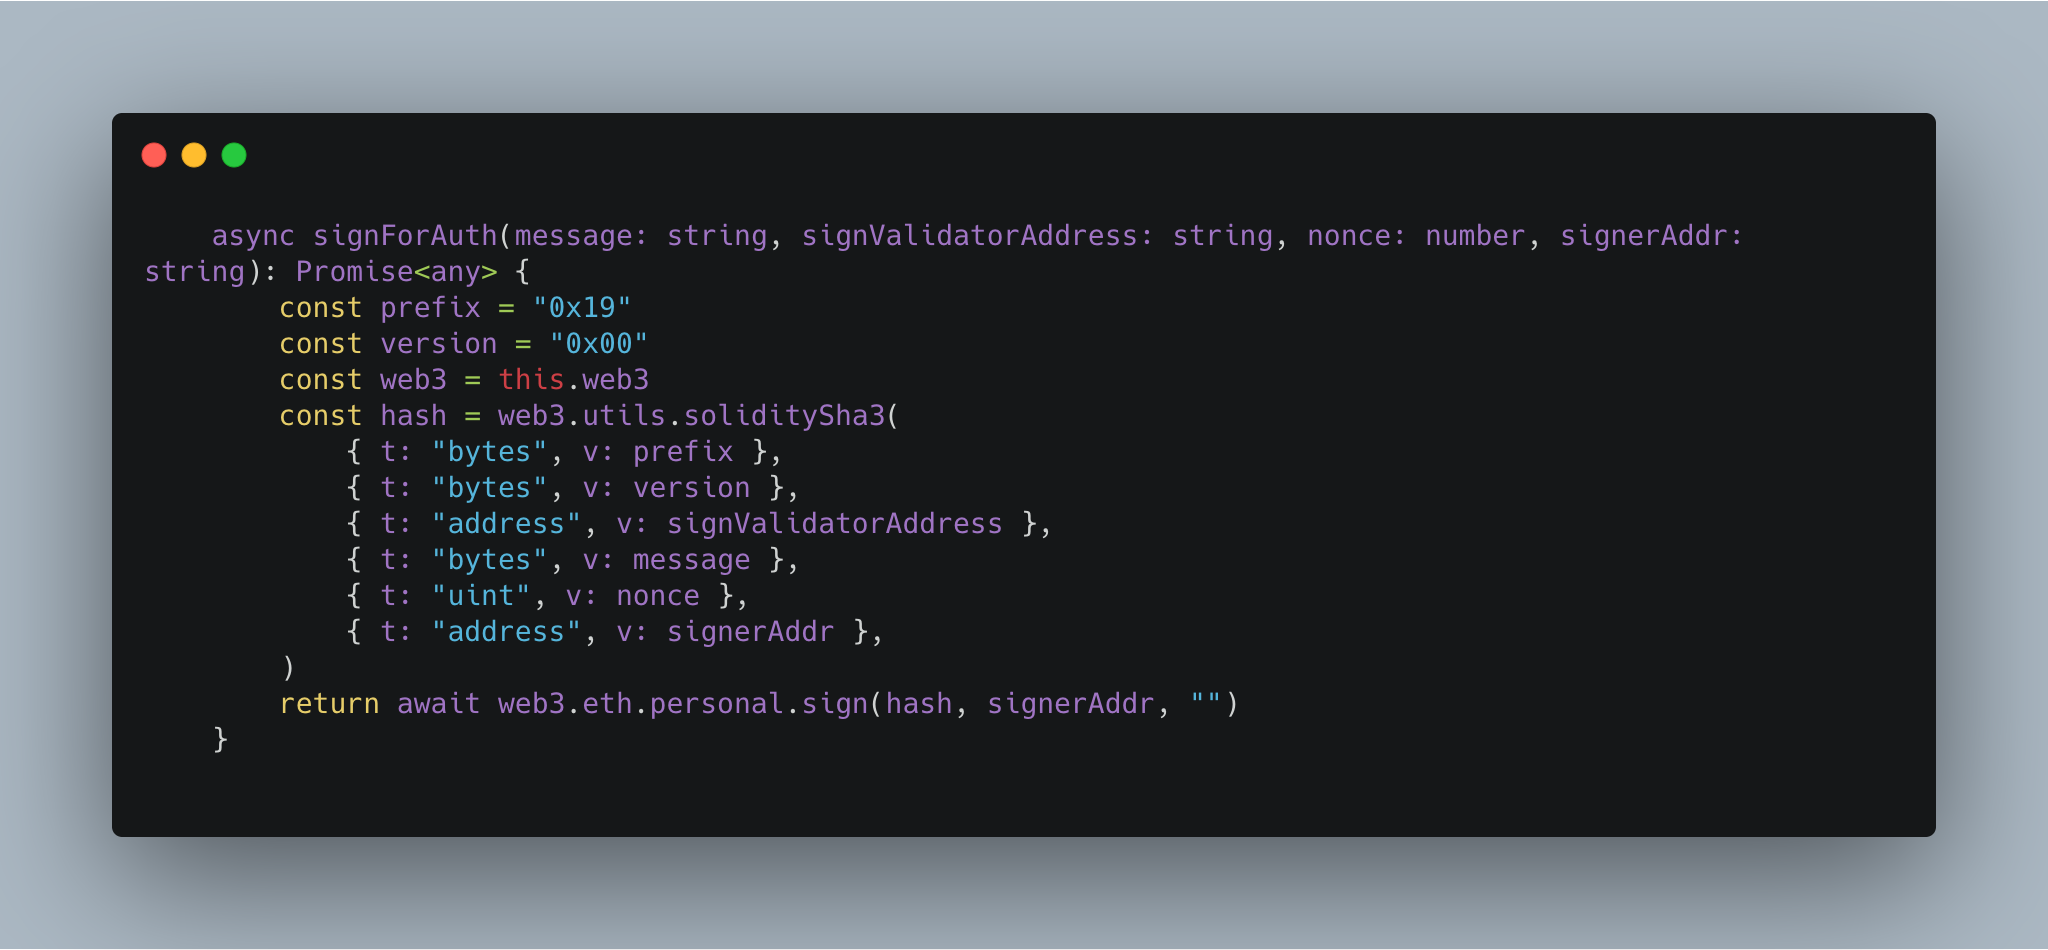 async signForAuth(message: string, signValidatorAddress: string, nonce: number, signerAddr:
string): Promise<any> {
const prefix = "0x19"
const version = "0x00"
const web3 = this.web3
const hash = web3.utils.soliditySha3(
{ t: "bytes", v: prefix },
{ t: "bytes", v: version },
{ t: "address", v: signValidatorAddress },
{ t: "bytes", v: message },
{ t: "uint", v: nonce },
{ t: "address", v: signerAddr },
)
return await web3.eth.personal.sign(hash, signerAddr, "")
}